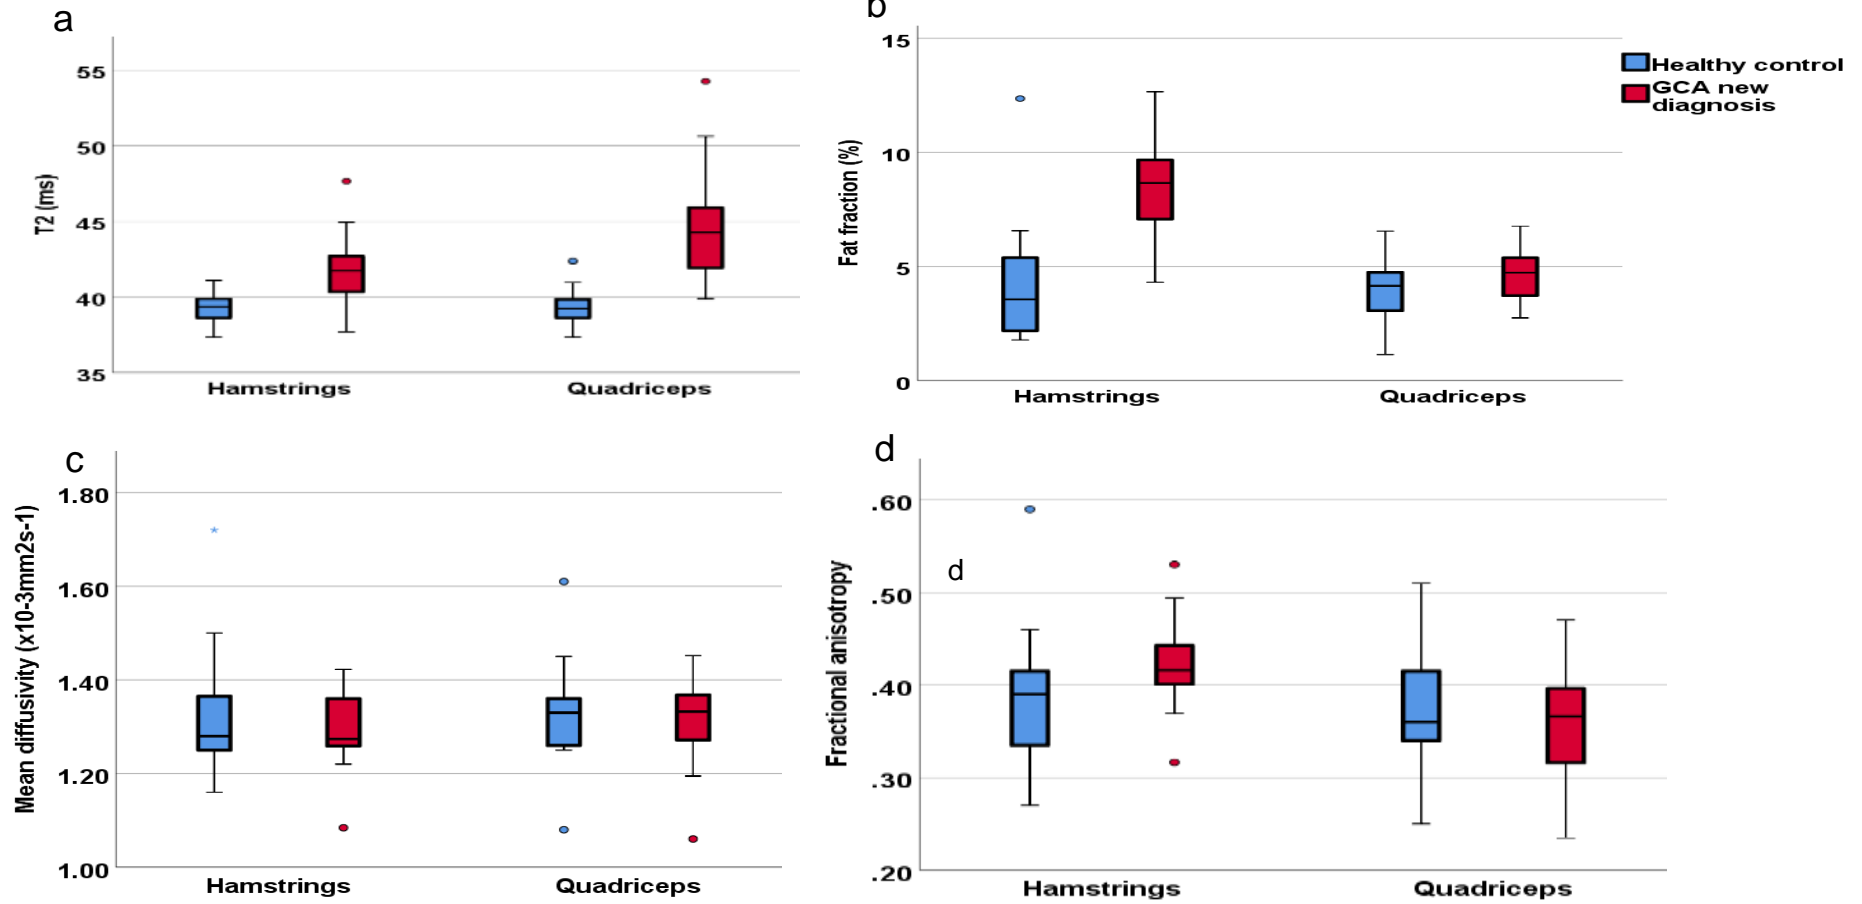 a
55
50
45
40
35
T2 (ms)
Hamstrings
Quadriceps
b
15
10
5
0
Fat fraction (%)
Hamstrings
Quadriceps
Healthy control
GCA new
diagnosis
c
1.80
1.60
1.40
1.20
1.00
Mean diffusivity (x10-3mm2s-1)
*
Hamstrings
Quadriceps
d
.60
.50
.40
.30
.20
Fractional anisotropy
d
Hamstrings
Quadriceps